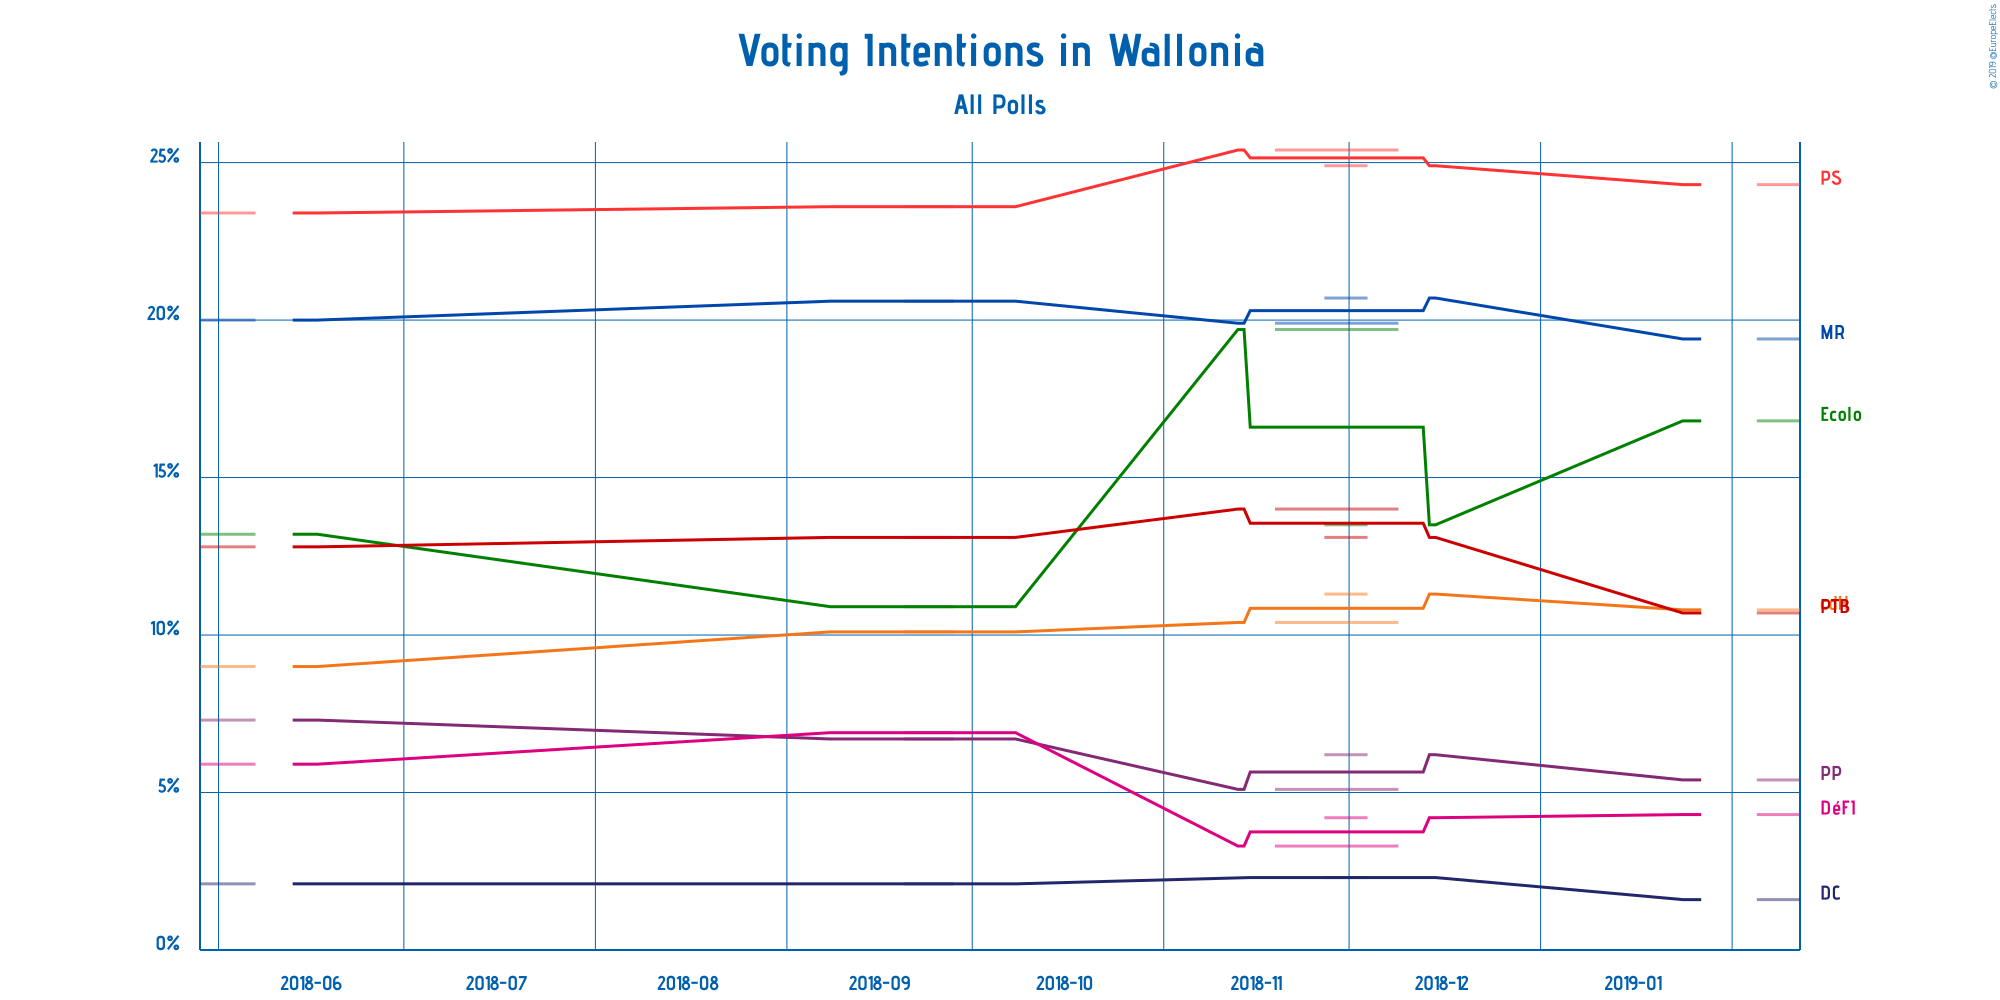 © 2019 @EuropeElects
Voting Intentions in Wallonia
All Polls
25%
20%
15%
10%
5%
0%
PS
MR
Ecolo
PTB
PP
DéFI
DC
2018-06 2018-07 2018-08 2018-09 2018-10 2018-11 2018-12 2019-01